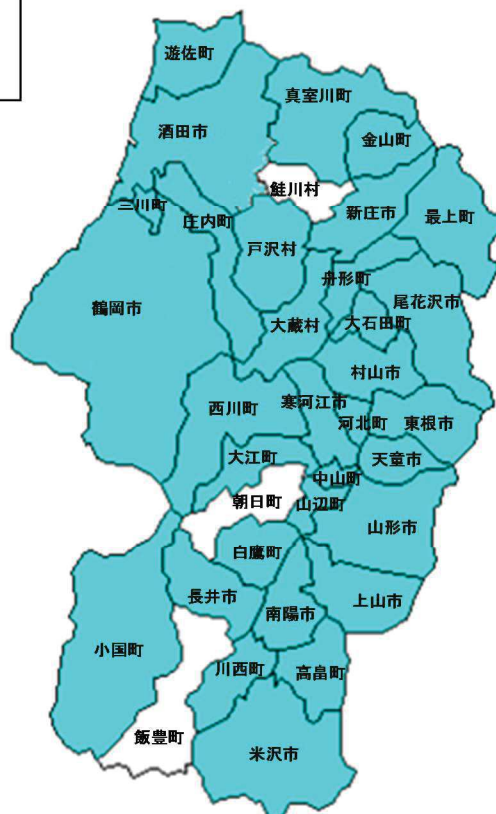 遊佐町
真室川町
酒田市
金山町
鮭川村
三川町
庄内町
新庄市
最上町
戸沢村
舟形町
鶴岡市
尾花沢市
大蔵村
大石田町
村山市
西川町
寒河江市
河北町
東根市
大江町
天童市
中山町
朝日町
山辺町
山形市
白鷹町
長井市
南陽市
上山市
小国町
川西町
高畠町
飯豊町
米沢市